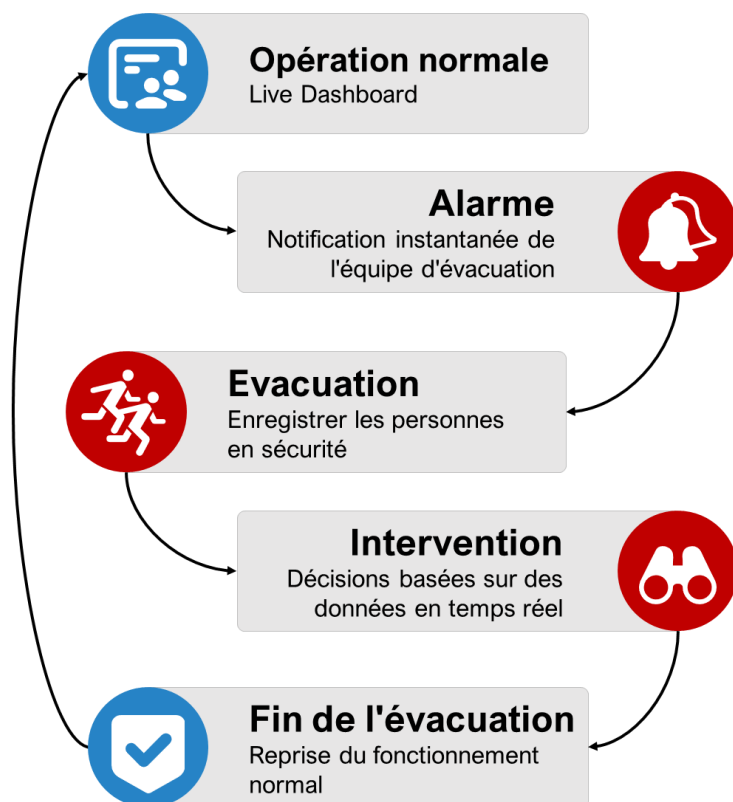 Opération normale
Live Dashboard
Alarme
Notification instantanée de
l'équipe d'évacuation
Evacuation
Enregistrer les personnes
en sécurité
Intervention
Décisions basées sur des
données en temps réel
Fin de l'évacuation
Reprise du fonctionnement
normal